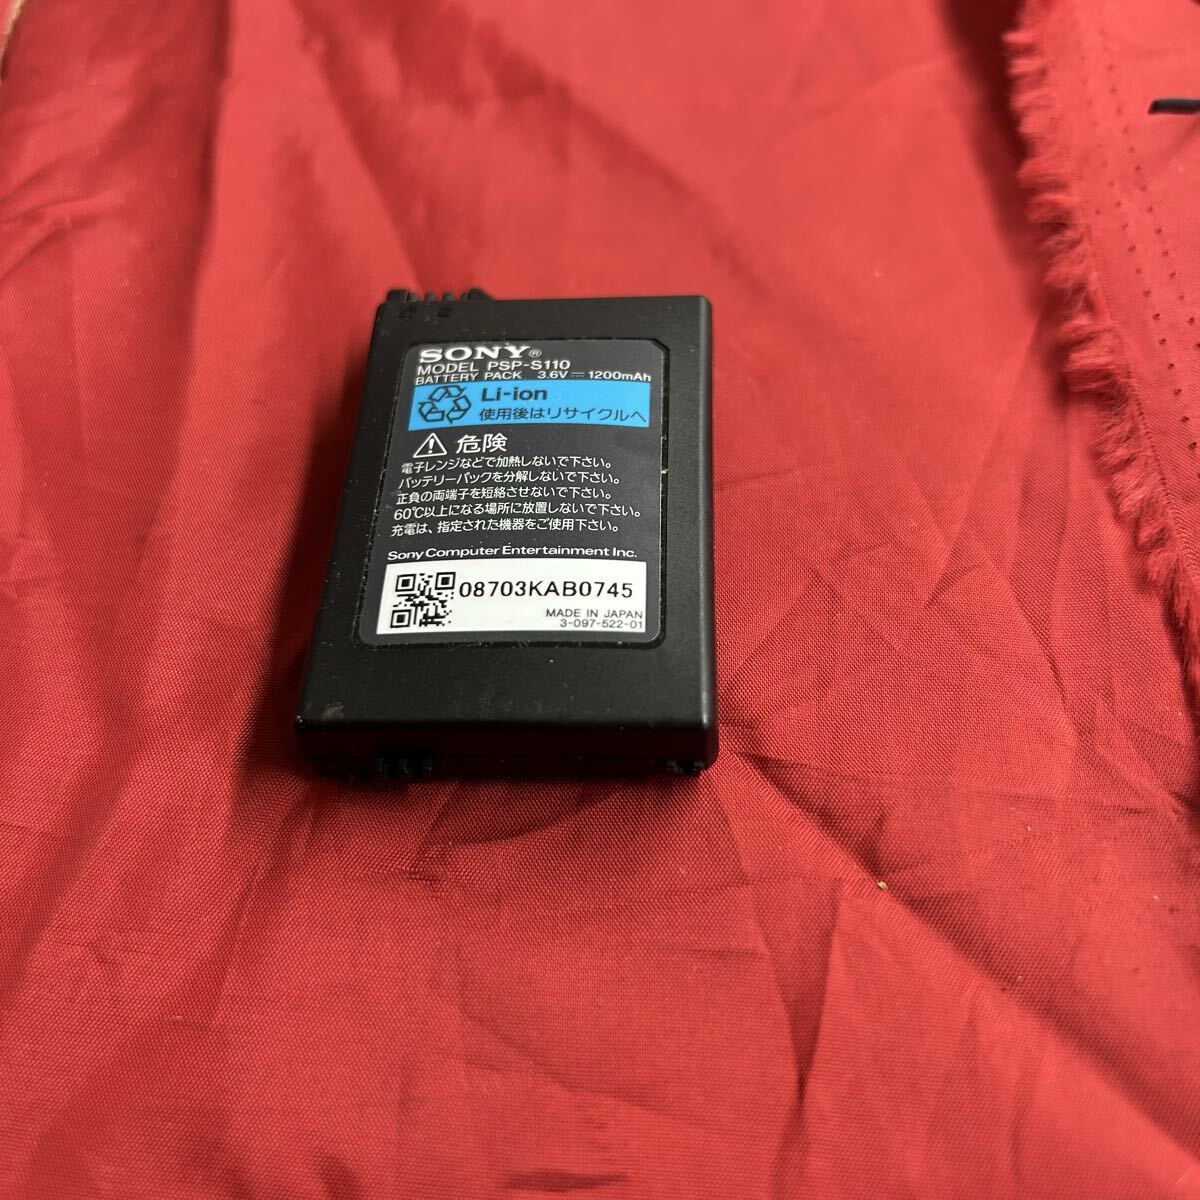 SONY®
MODEL PSP-S110
BATTERY PACK 3.6V⎓1200mAh
Li-ion
使用後はリサイクルへ
危険
電子レンジなどで加熱しないで下さい。
バッテリーパックを分解しないで下さい。
正負の両端子を短絡させないで下さい。
60℃以上になる場所に放置しないで下さい。
充電は、指定された機器をご使用下さい。
Sony Computer Entertainment Inc.
08703KAB0745
MADE IN JAPAN
3-097-522-01